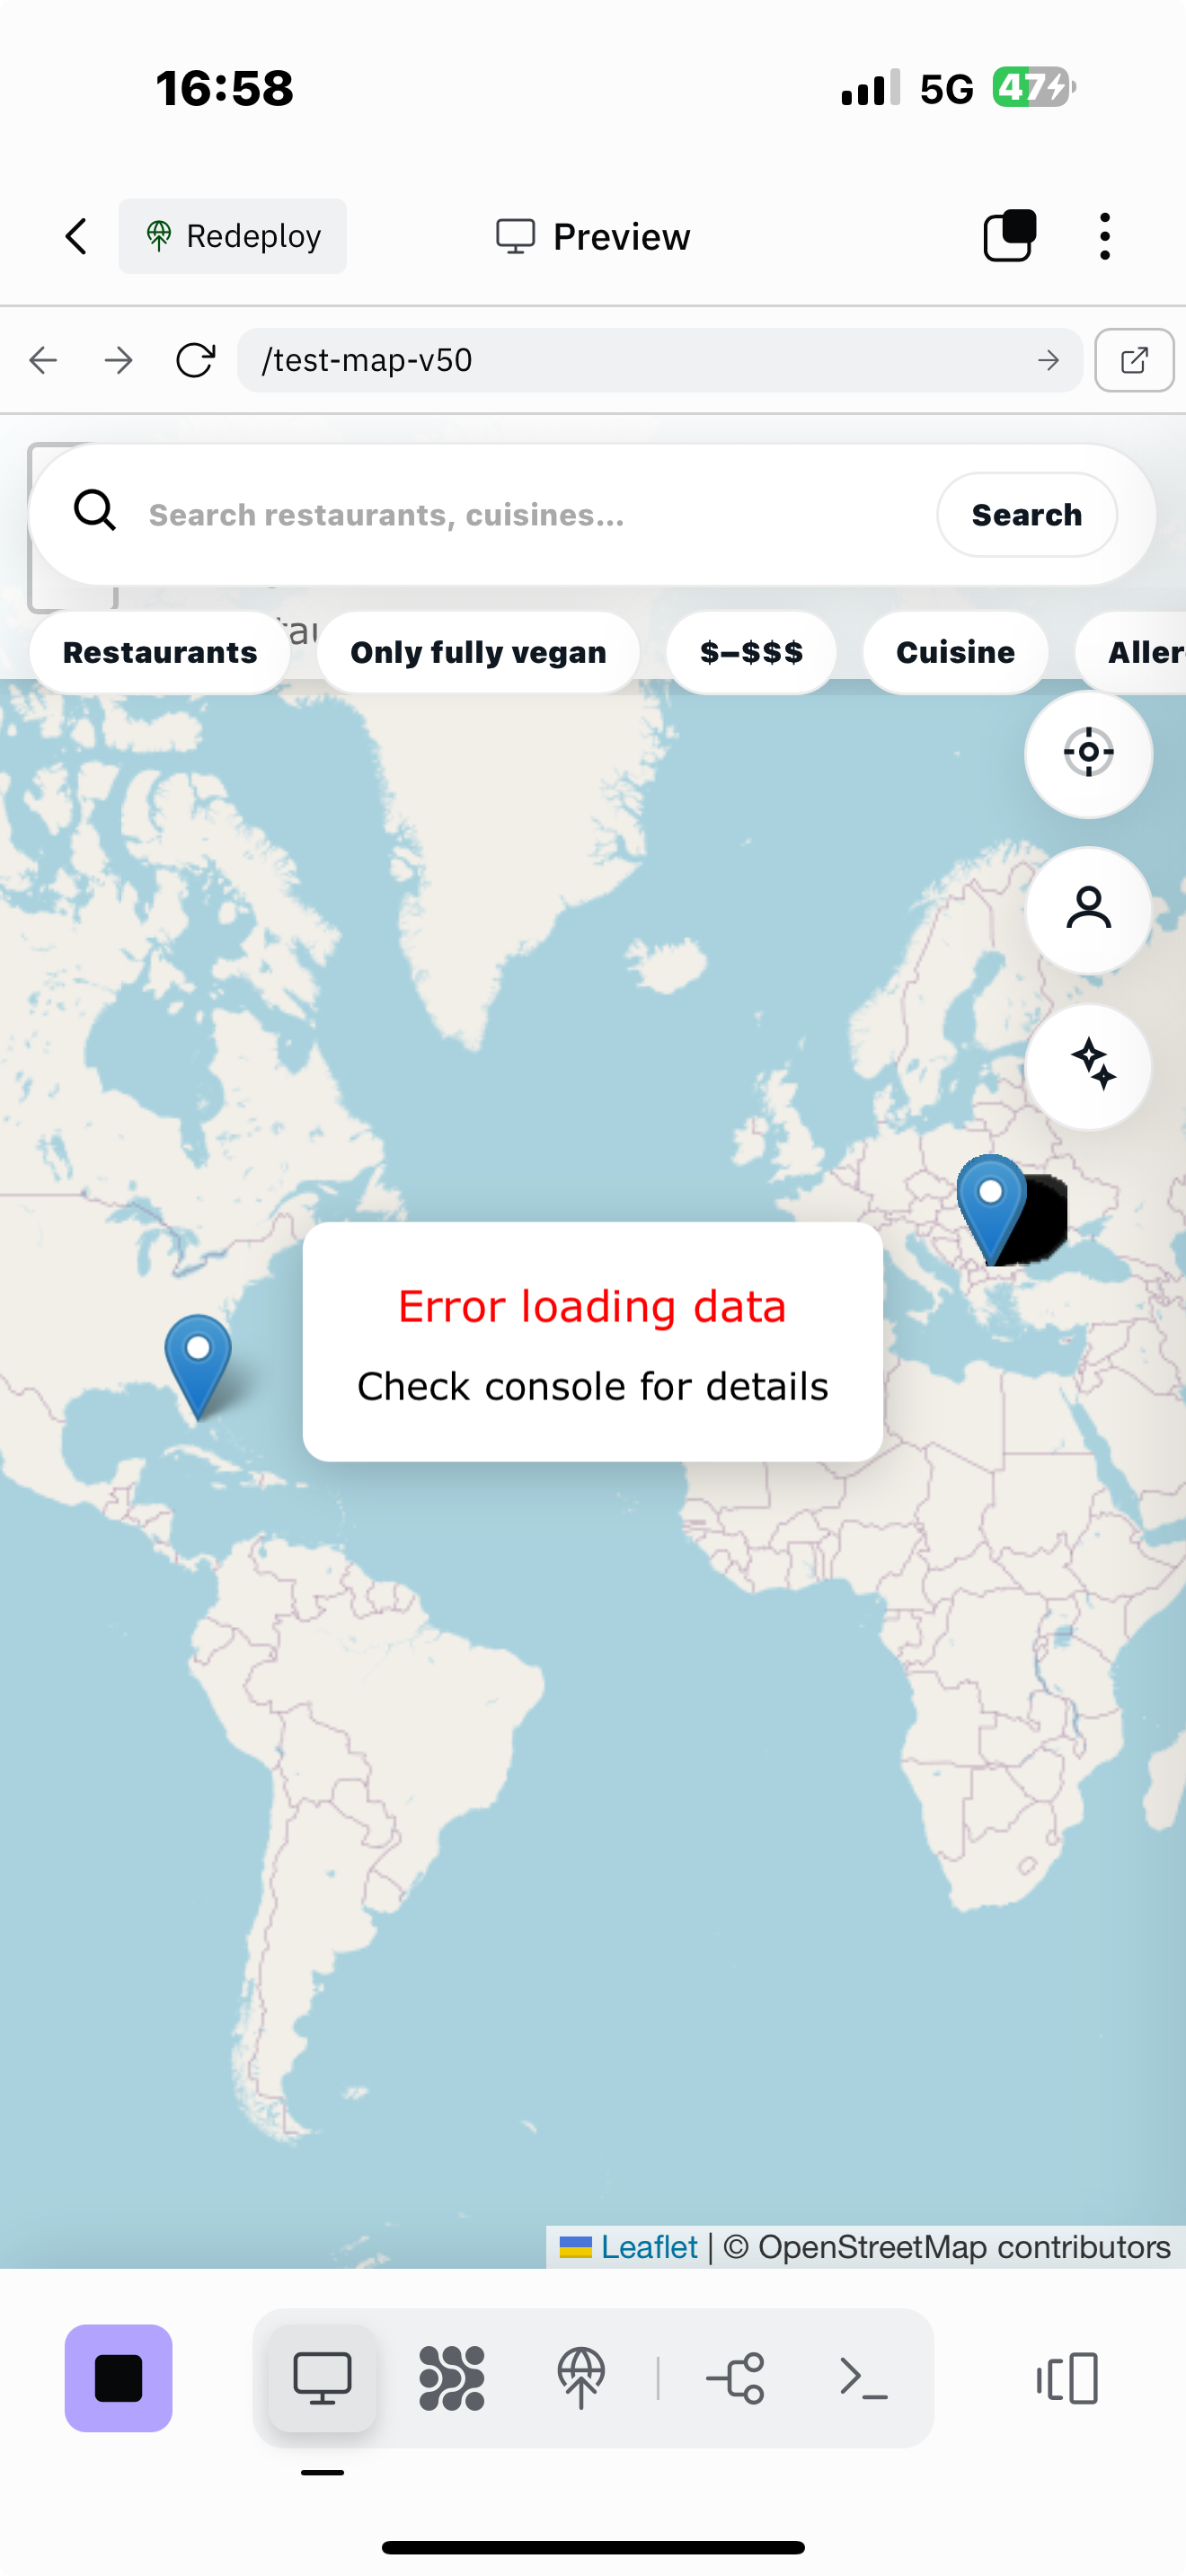 16:58
5G 47
Redeploy
Preview
/test-map-v50
Search restaurants, cuisines...
Search
Restaurants
Only fully vegan
$–$$$
Cuisine
Error loading data
Check console for details
Leaflet | © OpenStreetMap contributors